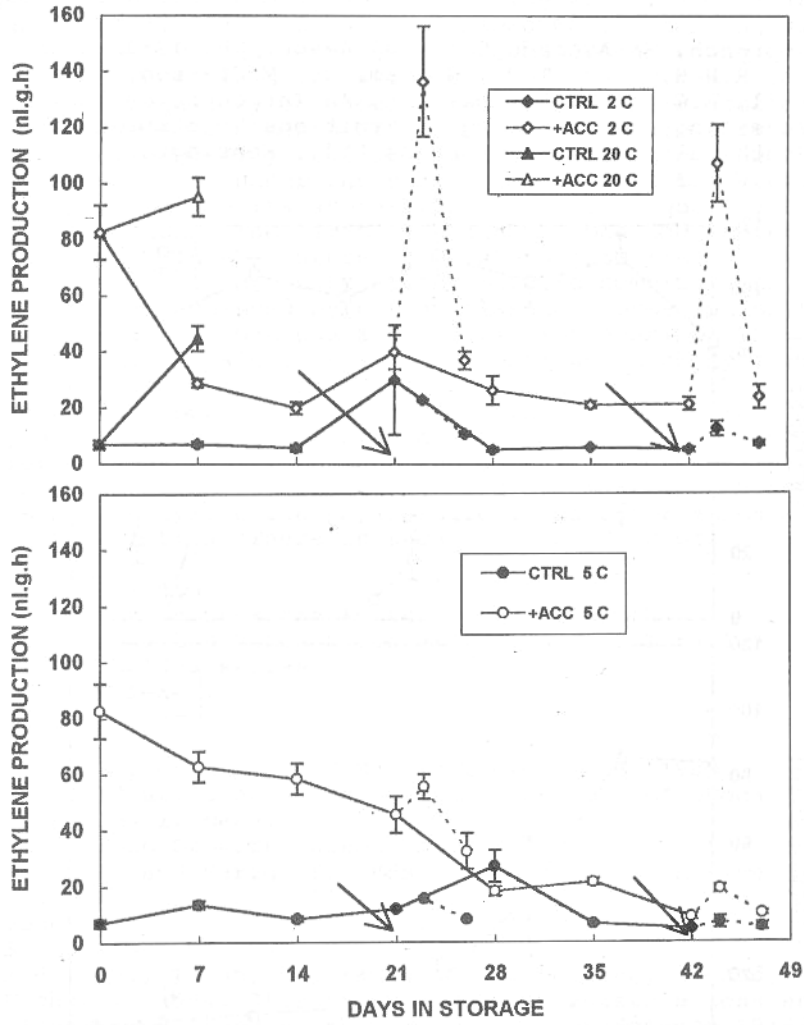 ETHYLENE PRODUCTION (nl.g.h)
160
140
120
100
80
60
40
20
0
CTRL 2 C
+ACC 2 C
CTRL 20 C
+ACC 20 C
ETHYLENE PRODUCTION (nl.g.h)
160
140
120
100
80
60
40
20
0
CTRL 5 C
+ACC 5 C
0 7 14 21 28 35 42 49
DAYS IN STORAGE